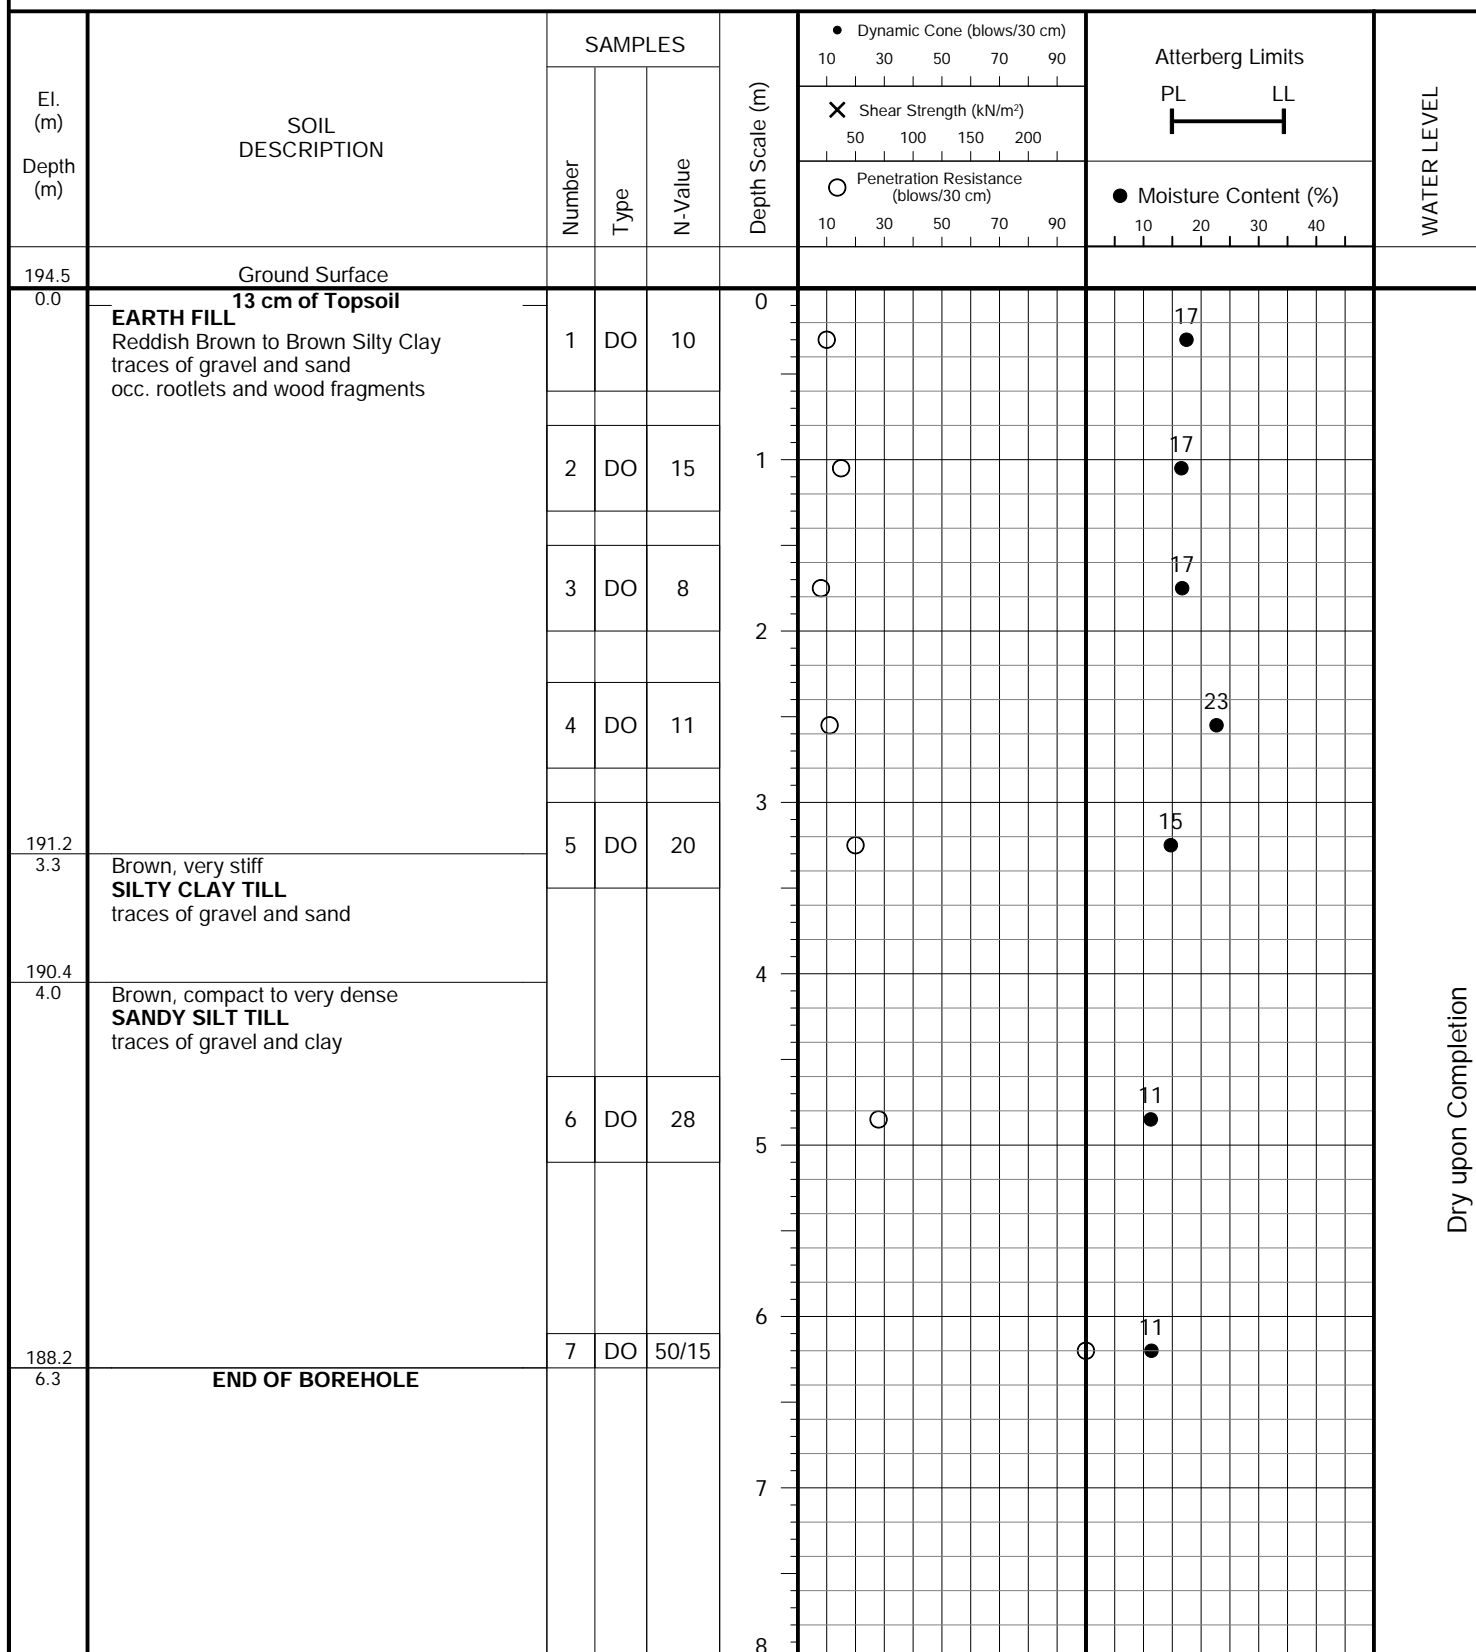 El.
(m)
Depth
(m)
SOIL
DESCRIPTION
SAMPLES
Number
Type
N-Value
Depth Scale (m)
● Dynamic Cone (blows/30 cm)
10 30 50 70 90
✕ Shear Strength (kN/m²)
50 100 150 200
○ Penetration Resistance
(blows/30 cm)
10 30 50 70 90
Atterberg Limits
PL LL
● Moisture Content (%)
10 20 30 40
WATER LEVEL
194.5 Ground Surface
0.0 13 cm of Topsoil 0
EARTH FILL
Reddish Brown to Brown Silty Clay
traces of gravel and sand
occ. rootlets and wood fragments
1 DO 10 17
2 DO 15 1 17
3 DO 8 17
2
4 DO 11 23
3
5 DO 20 15
191.2
3.3 Brown, very stiff
SILTY CLAY TILL
traces of gravel and sand
190.4 4
4.0 Brown, compact to very dense
SANDY SILT TILL
traces of gravel and clay
6 DO 28 11
5
6
7 DO 50/15 11
188.2
6.3 END OF BOREHOLE
7
8
Dry upon Completion